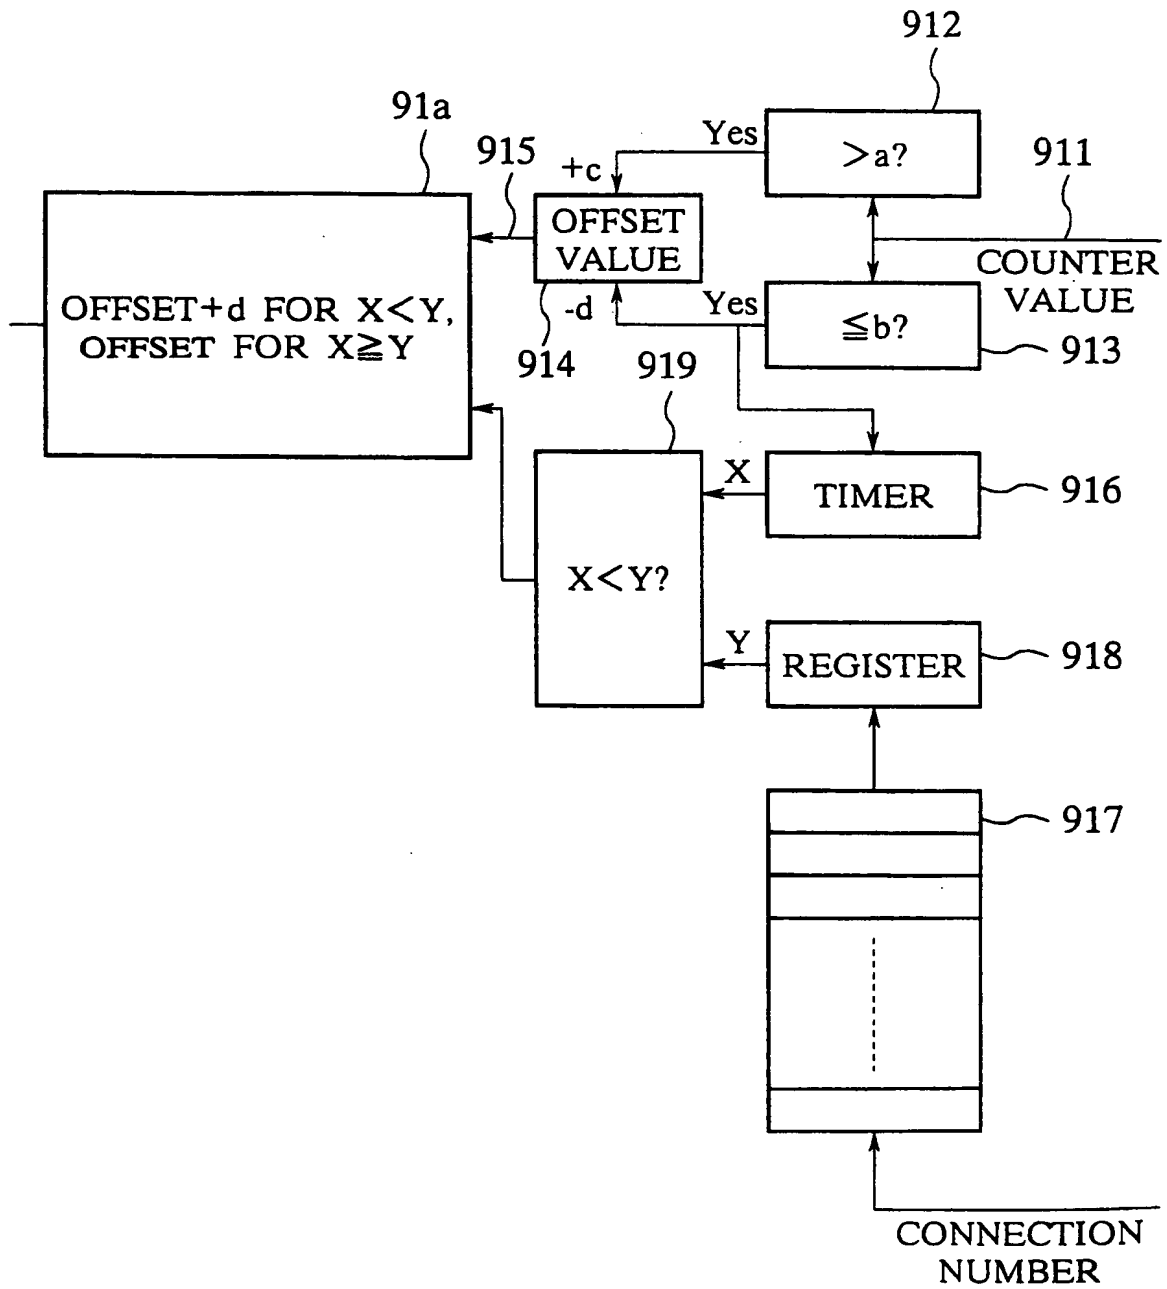 912
91a
Yes
>a?
915
+c
911
OFFSET
VALUE
COUNTER
VALUE
OFFSET+d FOR X<Y,
OFFSET FOR X≧Y
-d
Yes
≦b?
914
919
913
X
TIMER
916
X<Y?
Y
REGISTER
918
917
CONNECTION
NUMBER